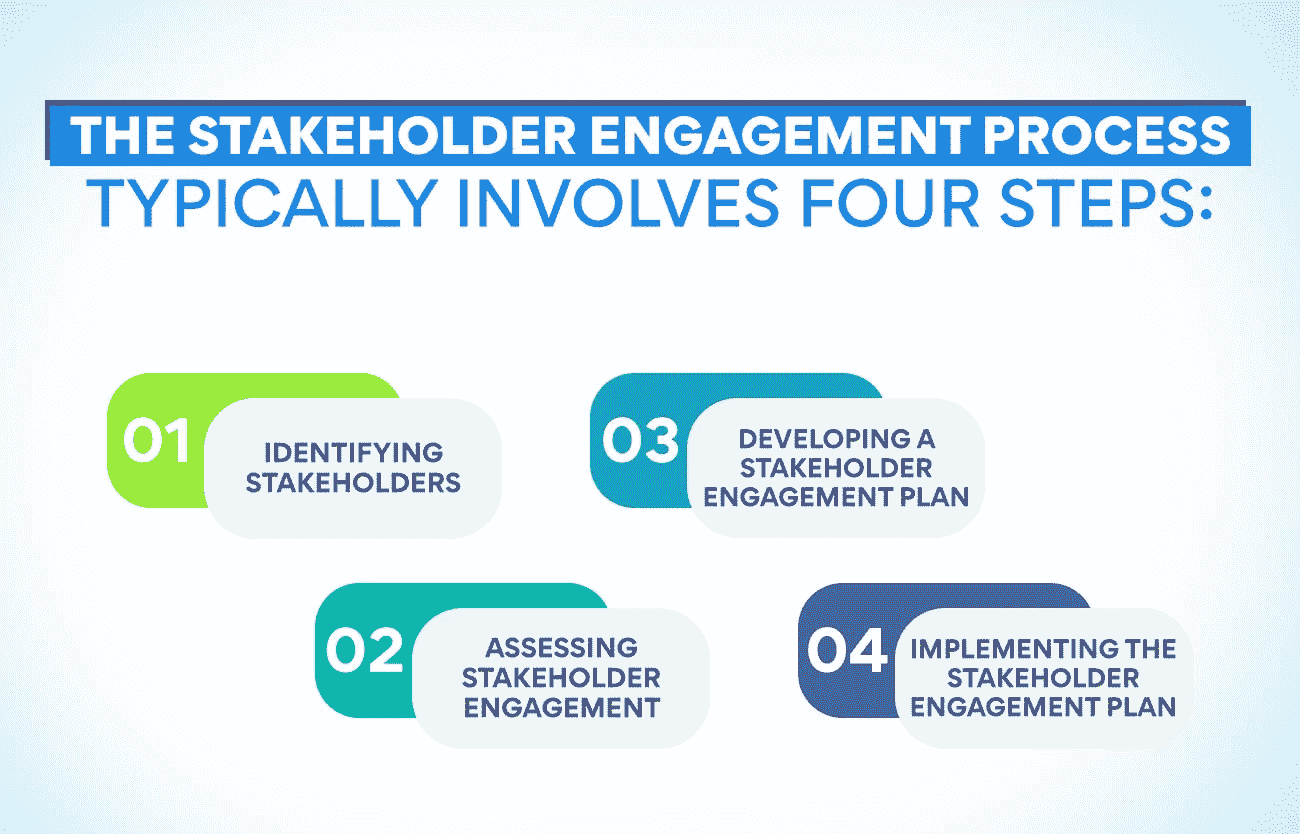 THE STAKEHOLDER ENGAGEMENT PROCESS
TYPICALLY INVOLVES FOUR STEPS:
01
IDENTIFYING
STAKEHOLDERS
02
ASSESSING
STAKEHOLDER
ENGAGEMENT
03
DEVELOPING A
STAKEHOLDER
ENGAGEMENT PLAN
04
IMPLEMENTING THE
STAKEHOLDER
ENGAGEMENT PLAN